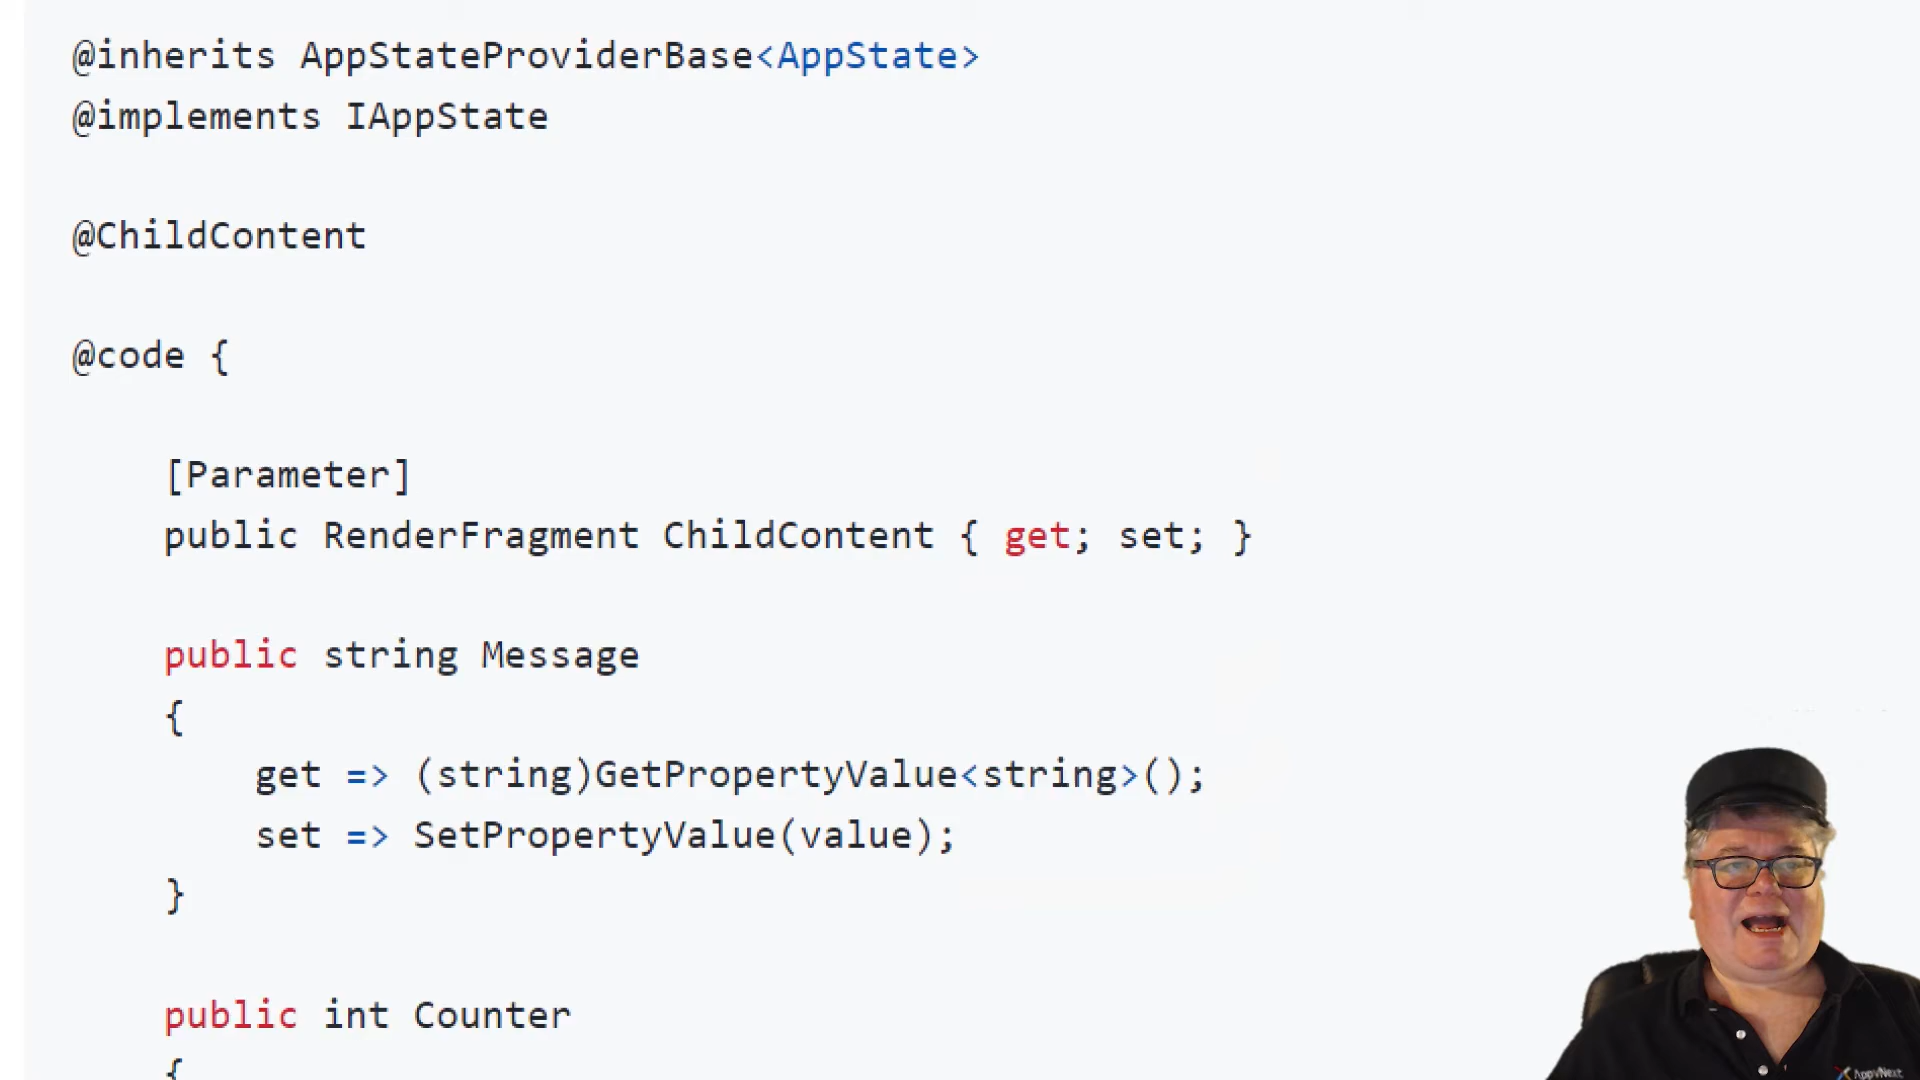 @inherits AppStateProviderBase<AppState>
@implements IAppState
@ChildContent
@code {
[Parameter]
public RenderFragment ChildContent { get; set; }
public string Message
{
get => (string)GetPropertyValue<string>();
set => SetPropertyValue(value);
}
public int Counter
{
AppvNext